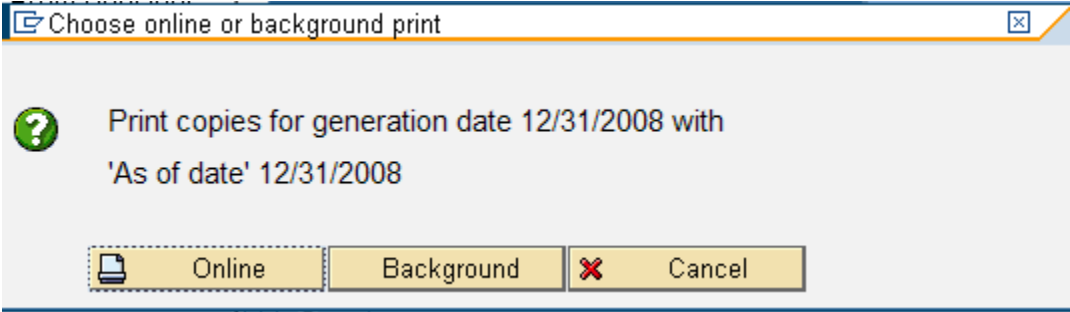 Choose online or background print
Print copies for generation date 12/31/2008 with
'As of date' 12/31/2008
Online Background Cancel